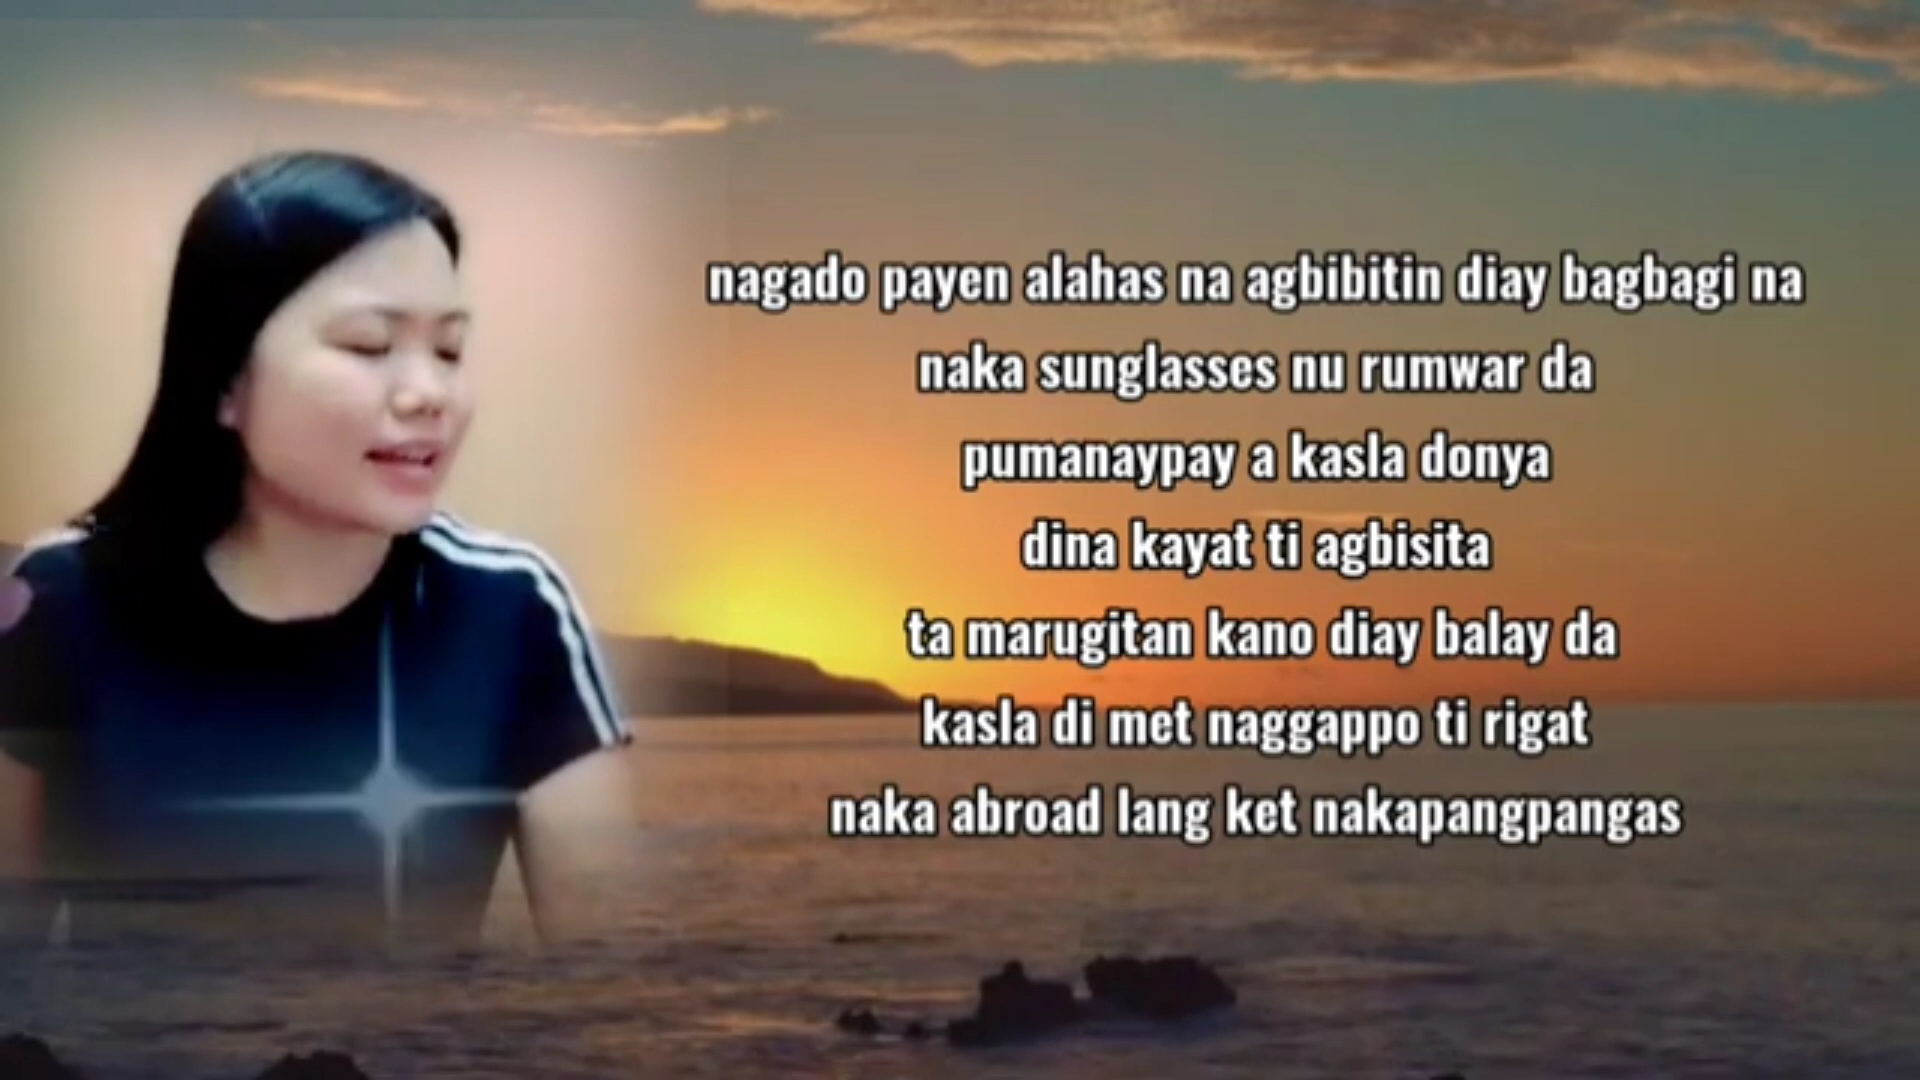 nagado payen alahas na agbibitin diay bagbagi na
naka sunglasses nu rumwar da
pumanaypay a kasla donya
dina kayat ti agbisita
ta marugitan kano diay balay da
kasla di met naggappo ti rigat
naka abroad lang ket nakapangpangas